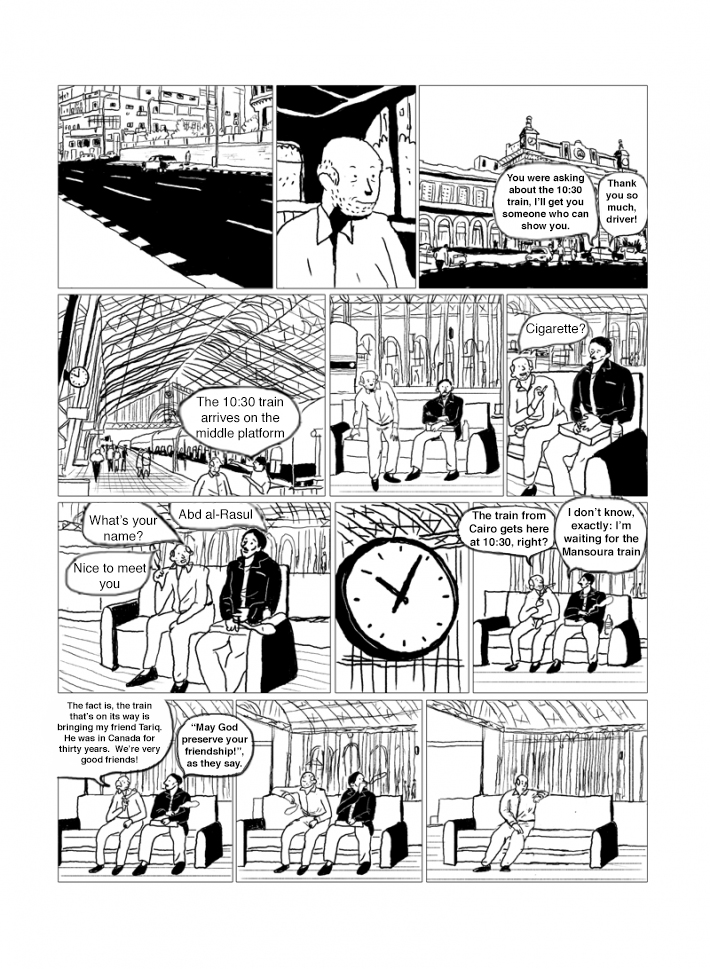 You were asking
about the 10:30
train, I'll get you
someone who can
show you.
Thank
you so
much,
driver!
The 10:30 train
arrives on the
middle platform
Cigarette?
What's your
name?
Abd al-Rasul
Nice to meet
you
The train from
Cairo gets here
at 10:30, right?
I don't know,
exactly: I'm
waiting for the
Mansoura train
The fact is, the train
that's on its way is
bringing my friend Tariq.
He was in Canada for
thirty years.  We're very
good friends!
“May God
preserve your
friendship!”,
as they say.